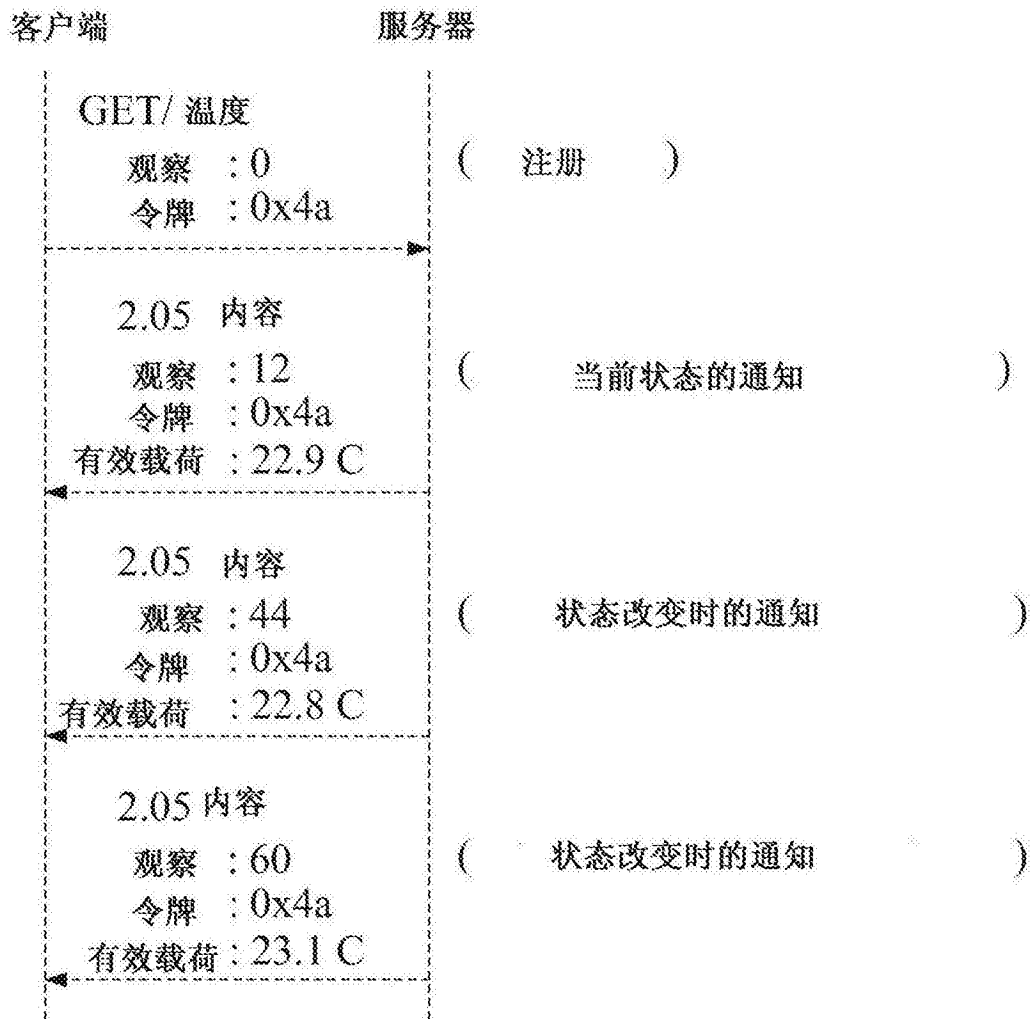 客户端 服务器
GET/ 温度
观察 : 0 ( 注册 )
令牌 : 0x4a
2.05 内容
观察 : 12 ( 当前状态的通知 )
令牌 : 0x4a
有效载荷 : 22.9 C
2.05 内容
观察 : 44 ( 状态改变时的通知 )
令牌 : 0x4a
有效载荷 : 22.8 C
2.05 内容
观察 : 60 ( 状态改变时的通知 )
令牌 : 0x4a
有效载荷 : 23.1 C